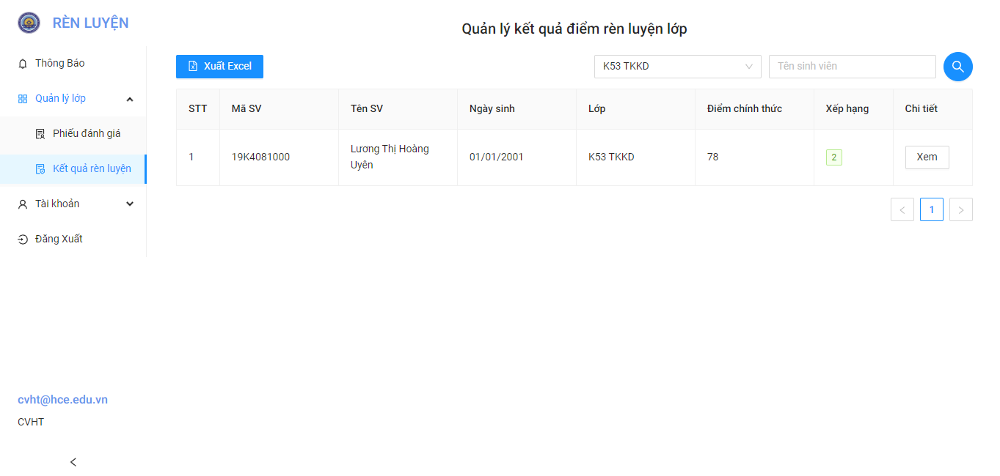 RÈN LUYỆN
Quản lý kết quả điểm rèn luyện lớp
Thông Báo
Quản lý lớp
Phiếu đánh giá
Kết quả rèn luyện
Tài khoản
Đăng Xuất
Xuất Excel
K53 TKKD
Tên sinh viên
STT Mã SV Tên SV Ngày sinh Lớp Điểm chính thức Xếp hạng Chi tiết
1 19K4081000 Lương Thị Hoàng Uyên 01/01/2001 K53 TKKD 78 2 Xem
< 1 >
cvht@hce.edu.vn
CVHT